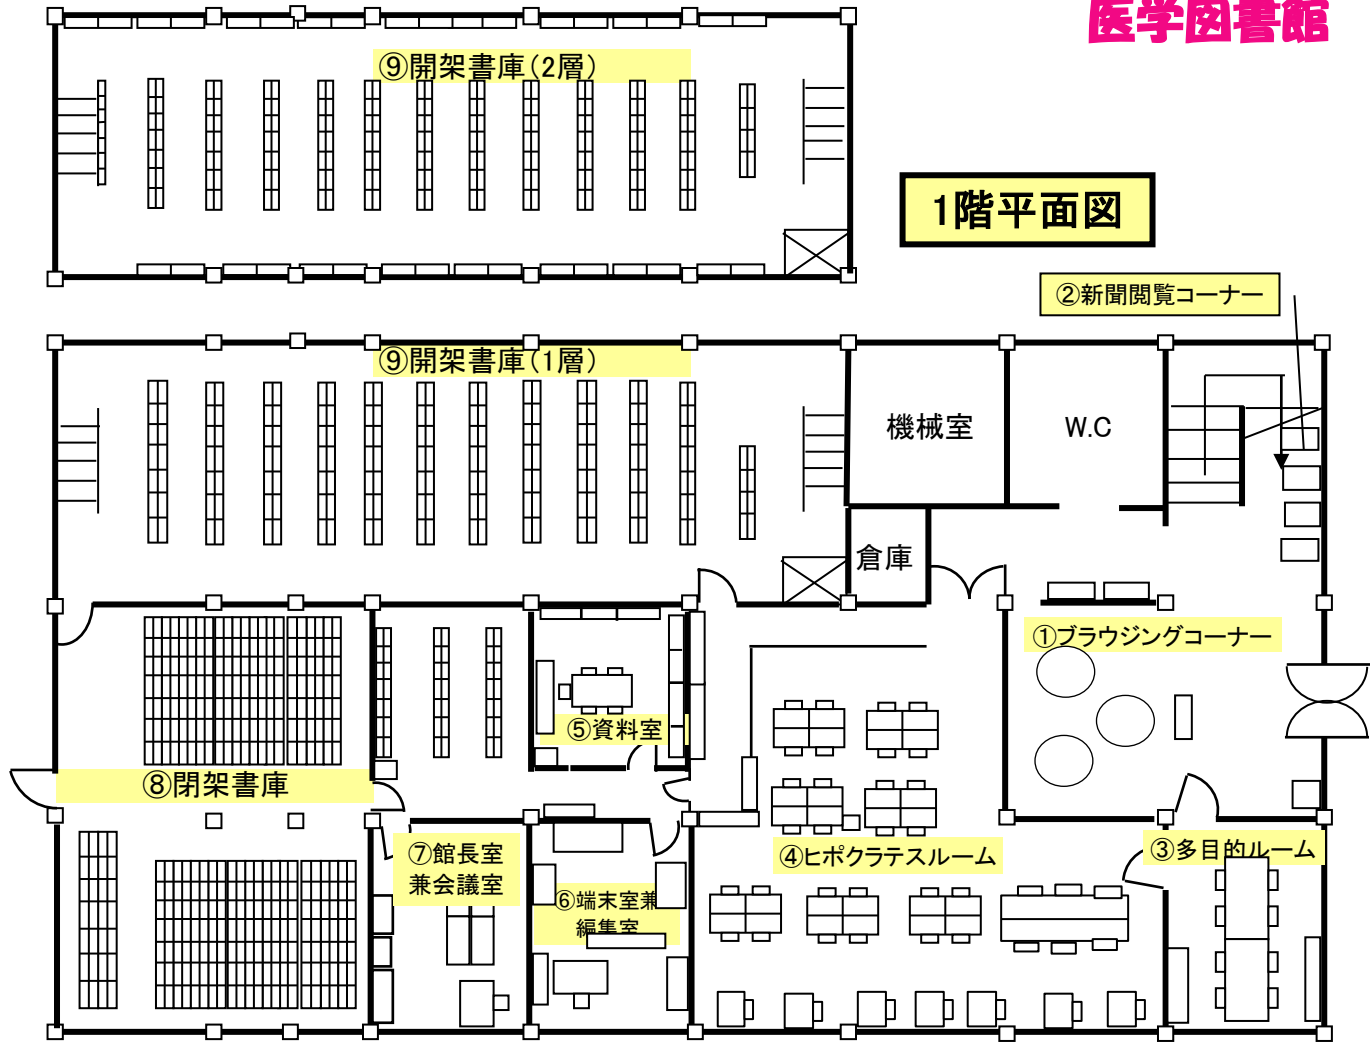 医学図書館
⑨開架書庫(2層)
1階平面図
②新聞閲覧コーナー
⑨開架書庫(1層)
機械室
W.C
倉庫
①ブラウジングコーナー
⑤資料室
⑧閉架書庫
⑦館長室
兼会議室
④ヒポクラテスルーム
③多目的ルーム
⑥端末室兼
編集室